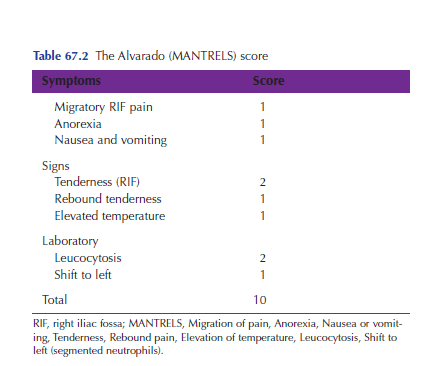 Table 67.2 The Alvarado (MANTRELS) score
Symptoms Score
Migratory RIF pain 1
Anorexia 1
Nausea and vomiting 1
Signs
Tenderness (RIF) 2
Rebound tenderness 1
Elevated temperature 1
Laboratory
Leucocytosis 2
Shift to left 1
Total 10
RIF, right iliac fossa; MANTRELS, Migration of pain, Anorexia, Nausea or vomit-
ing, Tenderness, Rebound pain, Elevation of temperature, Leucocytosis, Shift to
left (segmented neutrophils).